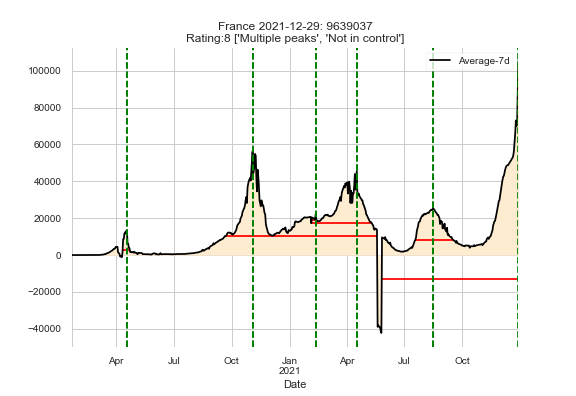 France 2021-12-29: 9639037
Rating:8 ['Multiple peaks', 'Not in control']
Average-7d
100000
80000
60000
40000
20000
0
−20000
−40000
Apr
Jul
Oct
Jan
2021
Apr
Jul
Oct
Date